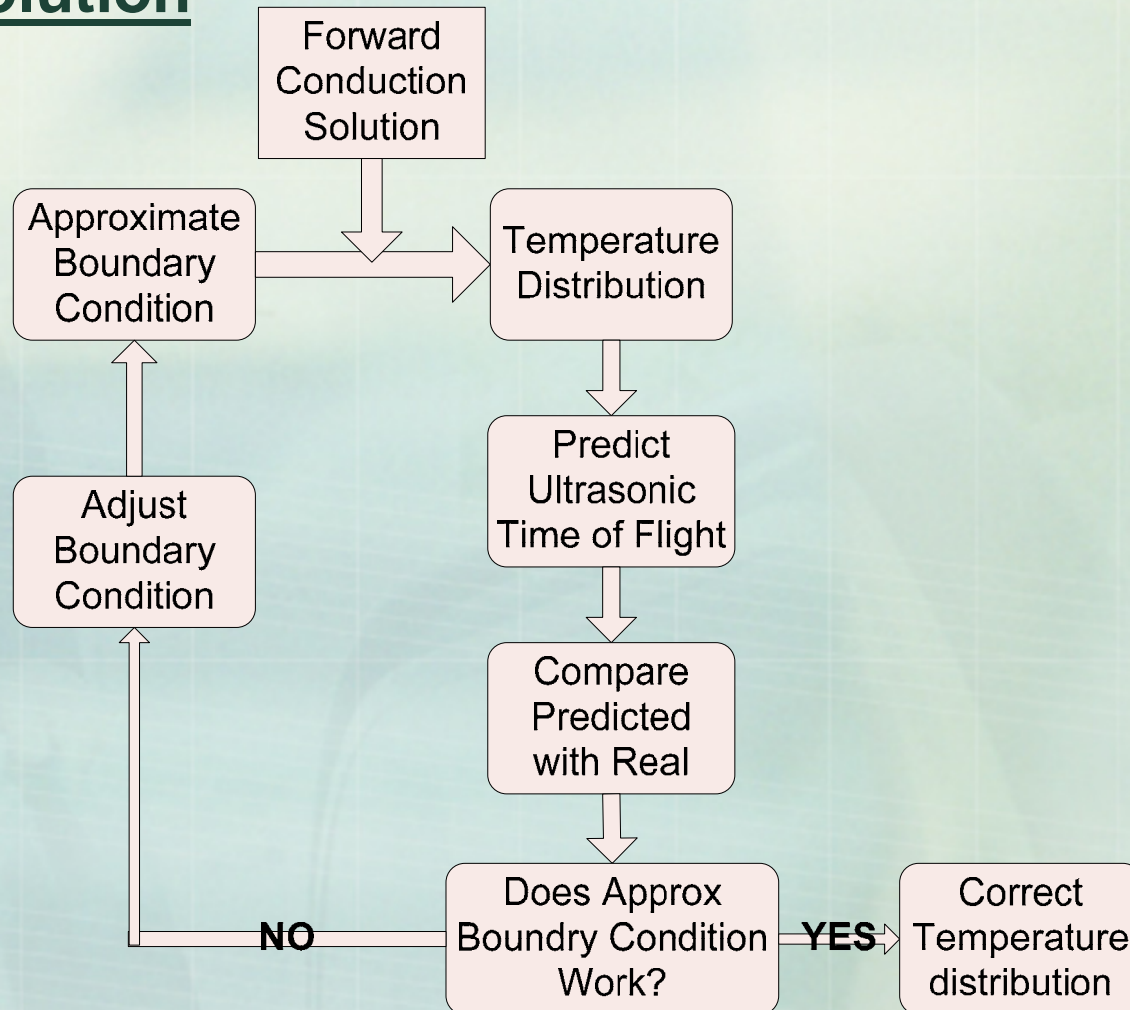 olution
Forward
Conduction
Solution
Approximate
Boundary
Condition
Temperature
Distribution
Predict
Ultrasonic
Time of Flight
Adjust
Boundary
Condition
Compare
Predicted
with Real
Does Approx
Boundry Condition
Work?
NO
YES
Correct
Temperature
distribution